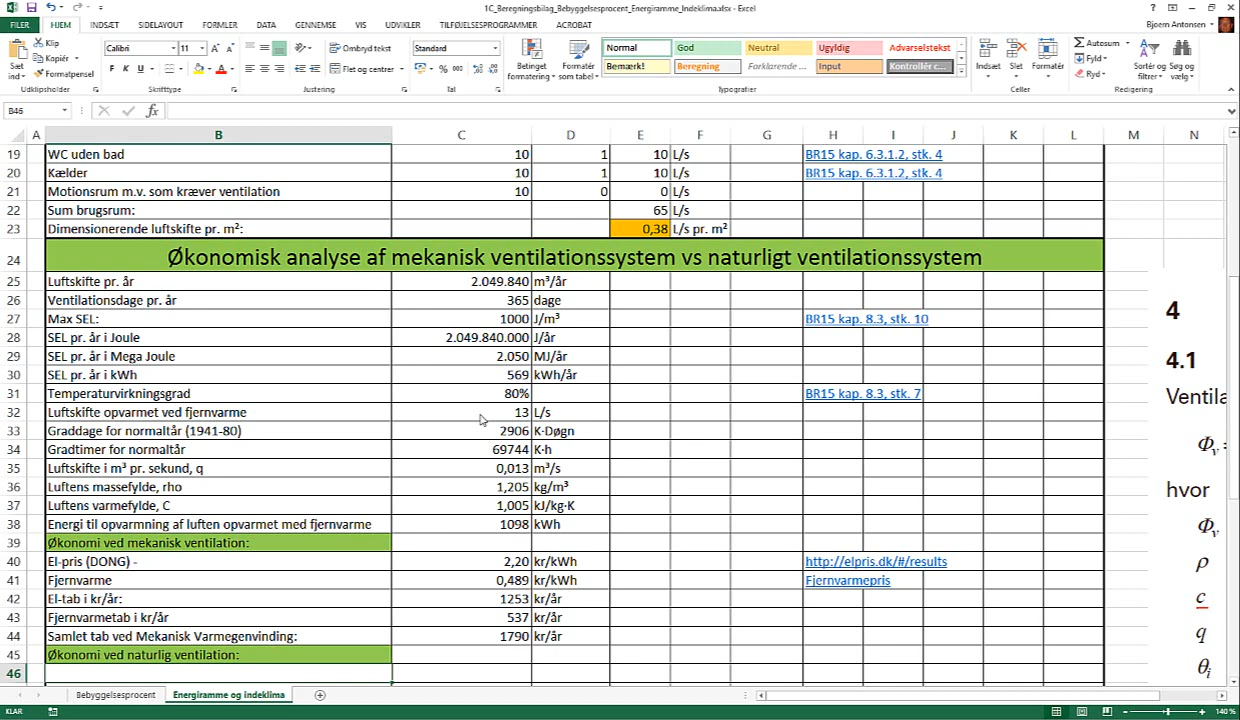 1C_Beregningsbilag_Bebyggelsesprocent_Energiramme_Indeklima.xlsx - Excel
FILER HJEM INDSÆT SIDELAYOUT FORMLER DATA GENNEMSE VIS UDVIKLER TILFØJELSESPROGRAMMER ACROBAT Bjoern Antonsen
Klip
Kopiér
Formatpensel
Sæt ind
Udklipsholder
Calibri 11
F K U
Skrifttype
Ombryd tekst
Flet og centrer
Justering
Standard
% 000
Tal
Betinget formatering
Formatér som tabel
Normal God Neutral Ugyldig Advarselstekst
Bemærk! Beregning Forklarende ... Input Kontrollér c...
Typografier
Indsæt Slet Formatér
Celler
Autosum
Fyld
Ryd
Sortér og filtrer
Søg og vælg
Redigering
B46 fx
A B C D E F G H I J K L M N
19 WC uden bad 10 1 10 L/s BR15 kap. 6.3.1.2, stk. 4
20 Kælder 10 1 10 L/s BR15 kap. 6.3.1.2, stk. 4
21 Motionsrum m.v. som kræver ventilation 10 0 0 L/s
22 Sum brugsrum: 65 L/s
23 Dimensionerende luftskifte pr. m²: 0,38 L/s pr. m²
24 Økonomisk analyse af mekanisk ventilationssystem vs naturligt ventilationssystem
25 Luftskifte pr. år 2.049.840 m³/år
26 Ventilationsdage pr. år 365 dage
27 Max SEL: 1000 J/m³ BR15 kap. 8.3, stk. 10
28 SEL pr. år i Joule 2.049.840.000 J/år
29 SEL pr. år i Mega Joule 2.050 MJ/år
30 SEL pr. år i kWh 569 kWh/år
31 Temperaturvirkningsgrad 80% BR15 kap. 8.3, stk. 7
32 Luftskifte opvarmet ved fjernvarme 13 L/s
33 Graddage for normaltår (1941-80) 2906 K·Døgn
34 Gradtimer for normaltår 69744 K·h
35 Luftskifte i m³ pr. sekund, q 0,013 m³/s
36 Luftens massefylde, rho 1,205 kg/m³
37 Luftens varmefylde, C 1,005 kJ/kg·K
38 Energi til opvarmning af luften opvarmet med fjernvarme 1098 kWh
39 Økonomi ved mekanisk ventilation:
40 El-pris (DONG) - 2,20 kr/kWh http://elpris.dk/#/results
41 Fjernvarme 0,489 kr/kWh Fjernvarmepris
42 El-tab i kr/år: 1253 kr/år
43 Fjernvarmetab i kr/år 537 kr/år
44 Samlet tab ved Mekanisk Varmegenvinding: 1790 kr/år
45 Økonomi ved naturlig ventilation:
46
4
4.1
Ventila
Φv =
hvor
Φv
ρ
c
q
θi
Bebyggelsesprocent Energiramme og indeklima
KLAR 140 %